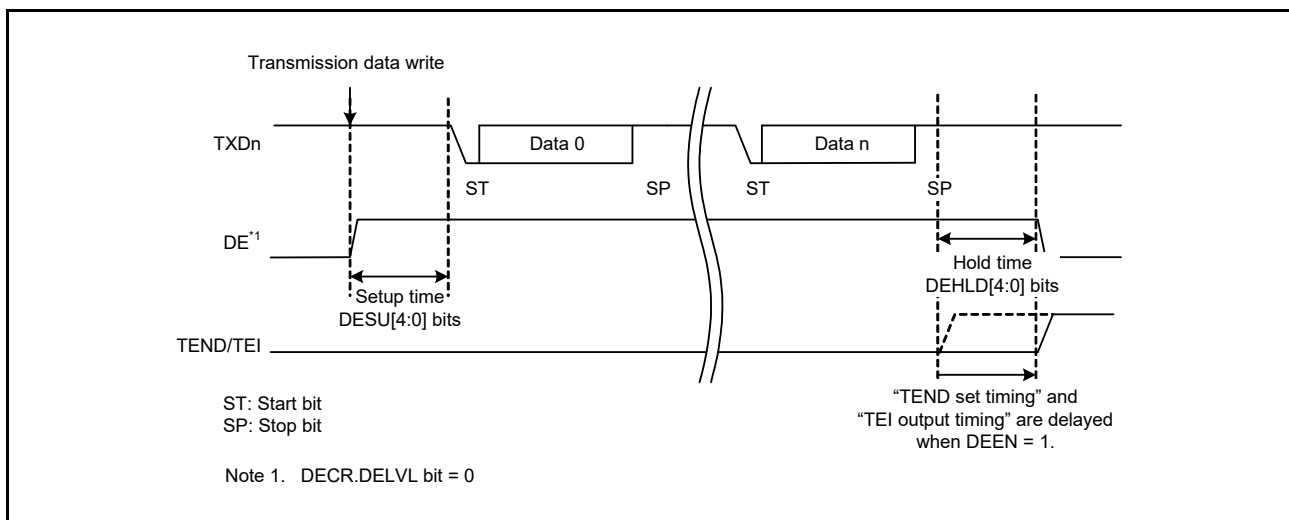 Transmission data write
TXDn
Data 0
Data n
ST
SP
ST
SP
DE*1
Setup time
DESU[4:0] bits
Hold time
DEHLD[4:0] bits
TEND/TEI
“TEND set timing” and
“TEI output timing” are delayed
when DEEN = 1.
ST: Start bit
SP: Stop bit
Note 1. DECR.DELVL bit = 0